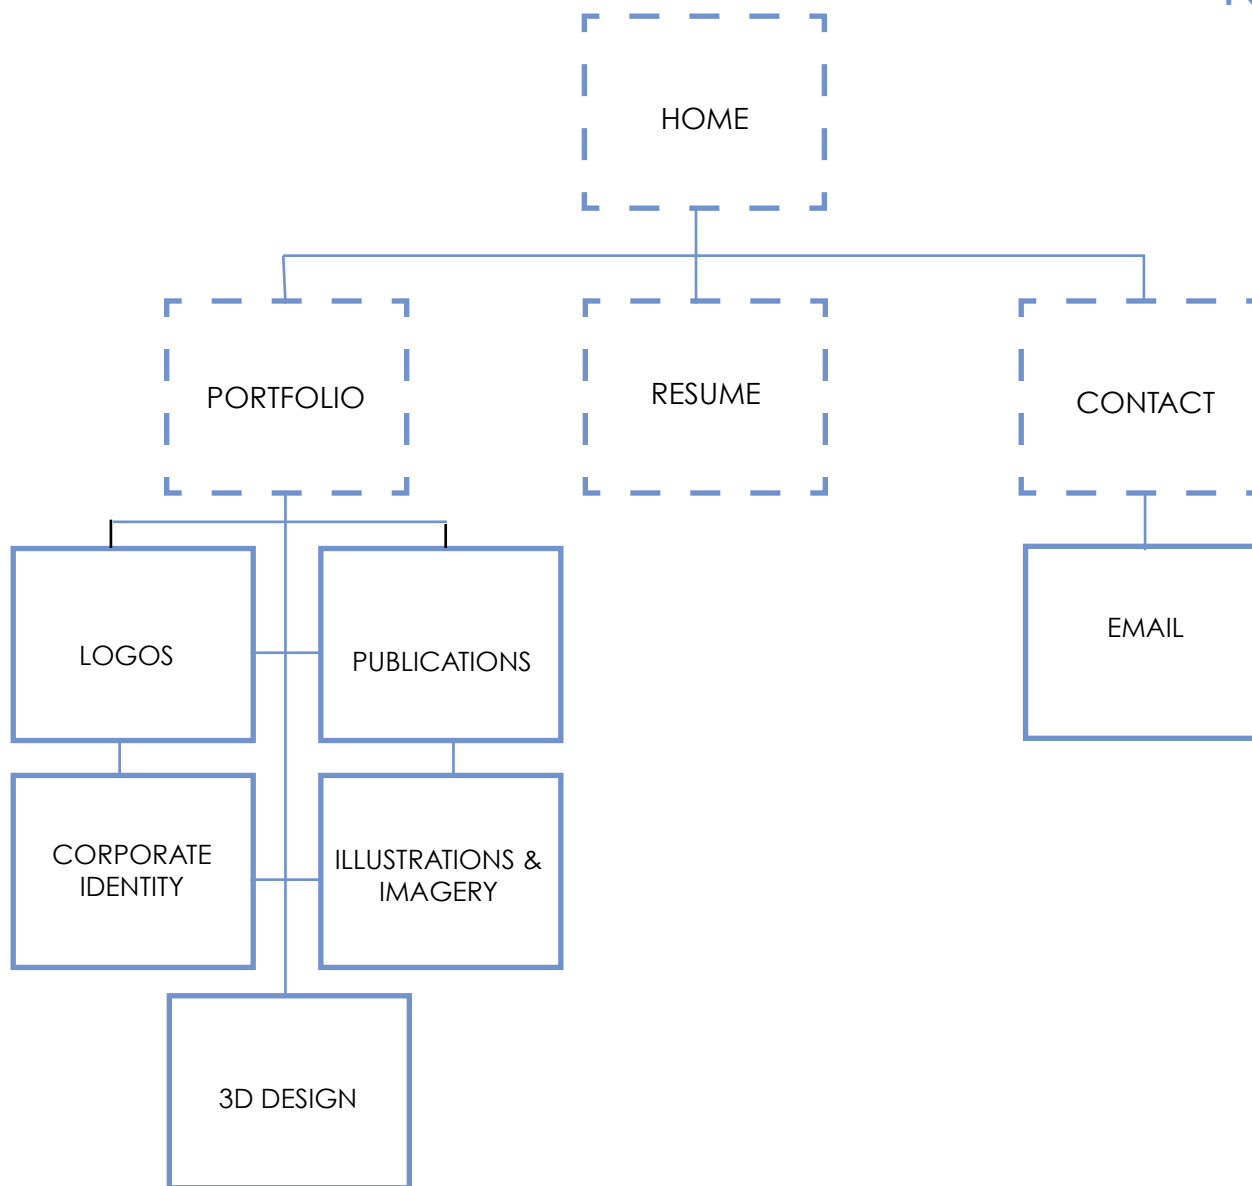 HOME
PORTFOLIO
RESUME
CONTACT
LOGOS
PUBLICATIONS
EMAIL
CORPORATE
IDENTITY
ILLUSTRATIONS &
IMAGERY
3D DESIGN